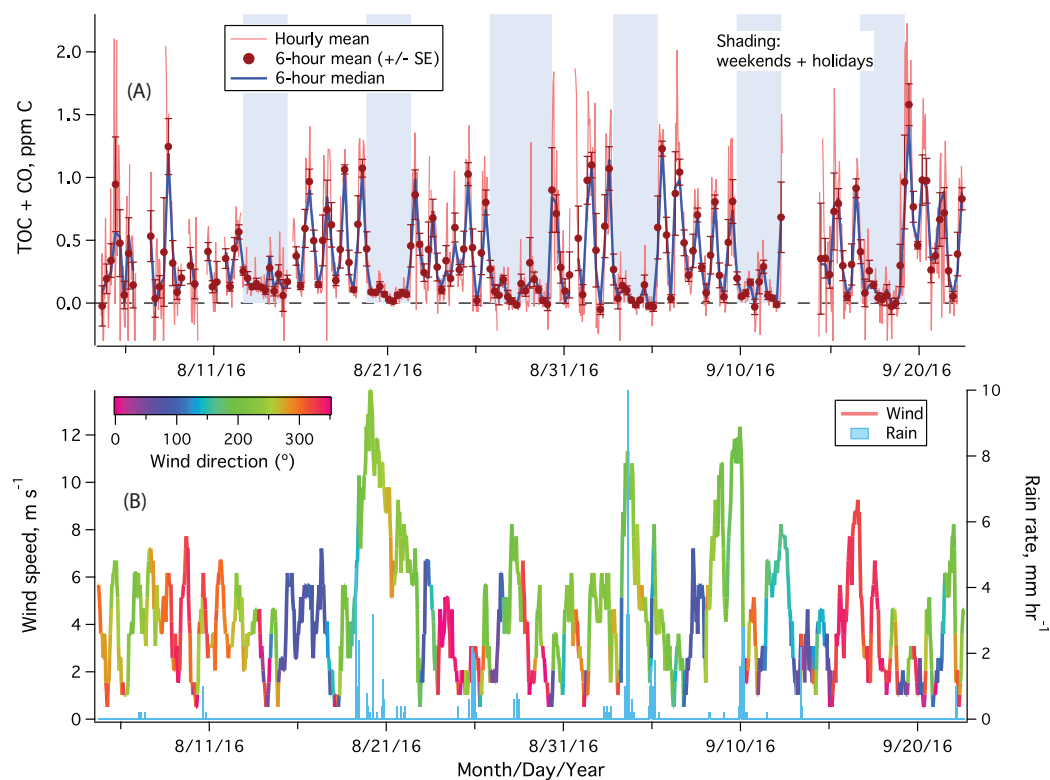 TOC + CO, ppm C
2.0
1.5
1.0
0.5
0.0
(A)
Hourly mean
6-hour mean (+/- SE)
6-hour median
Shading:
weekends + holidays
8/11/16
8/21/16
8/31/16
9/10/16
9/20/16
Wind speed, m s⁻¹
12
10
8
6
4
2
0
0 100 200 300
Wind direction (°)
(B)
Wind
Rain
10
8
6
4
2
0
Rain rate, mm hr⁻¹
8/11/16
8/21/16
8/31/16
9/10/16
9/20/16
Month/Day/Year